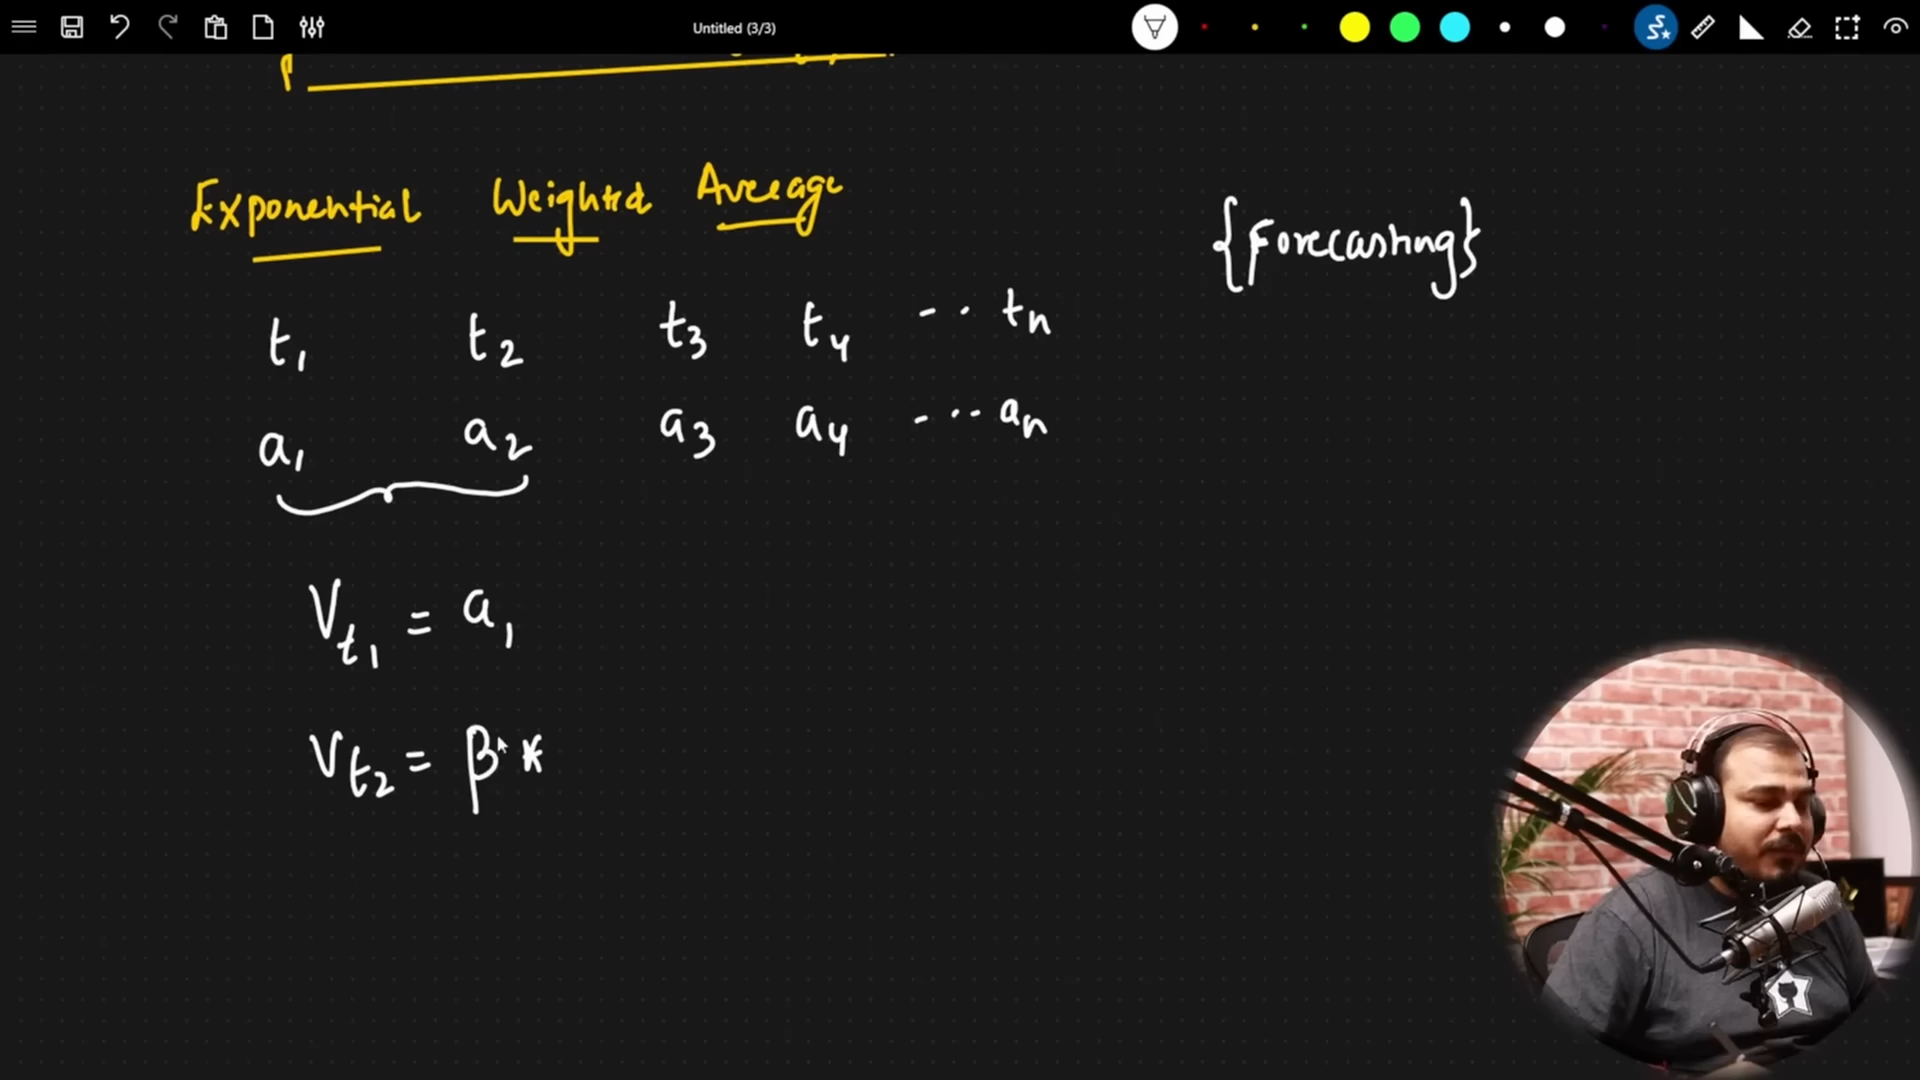 Untitled (3/3)
Exponential Weighted Average
{Forecasting}
t1 t2 t3 t4 -·· tn
a1 a2 a3 a4 -··· an
Vt1 = a1
Vt2 = β *